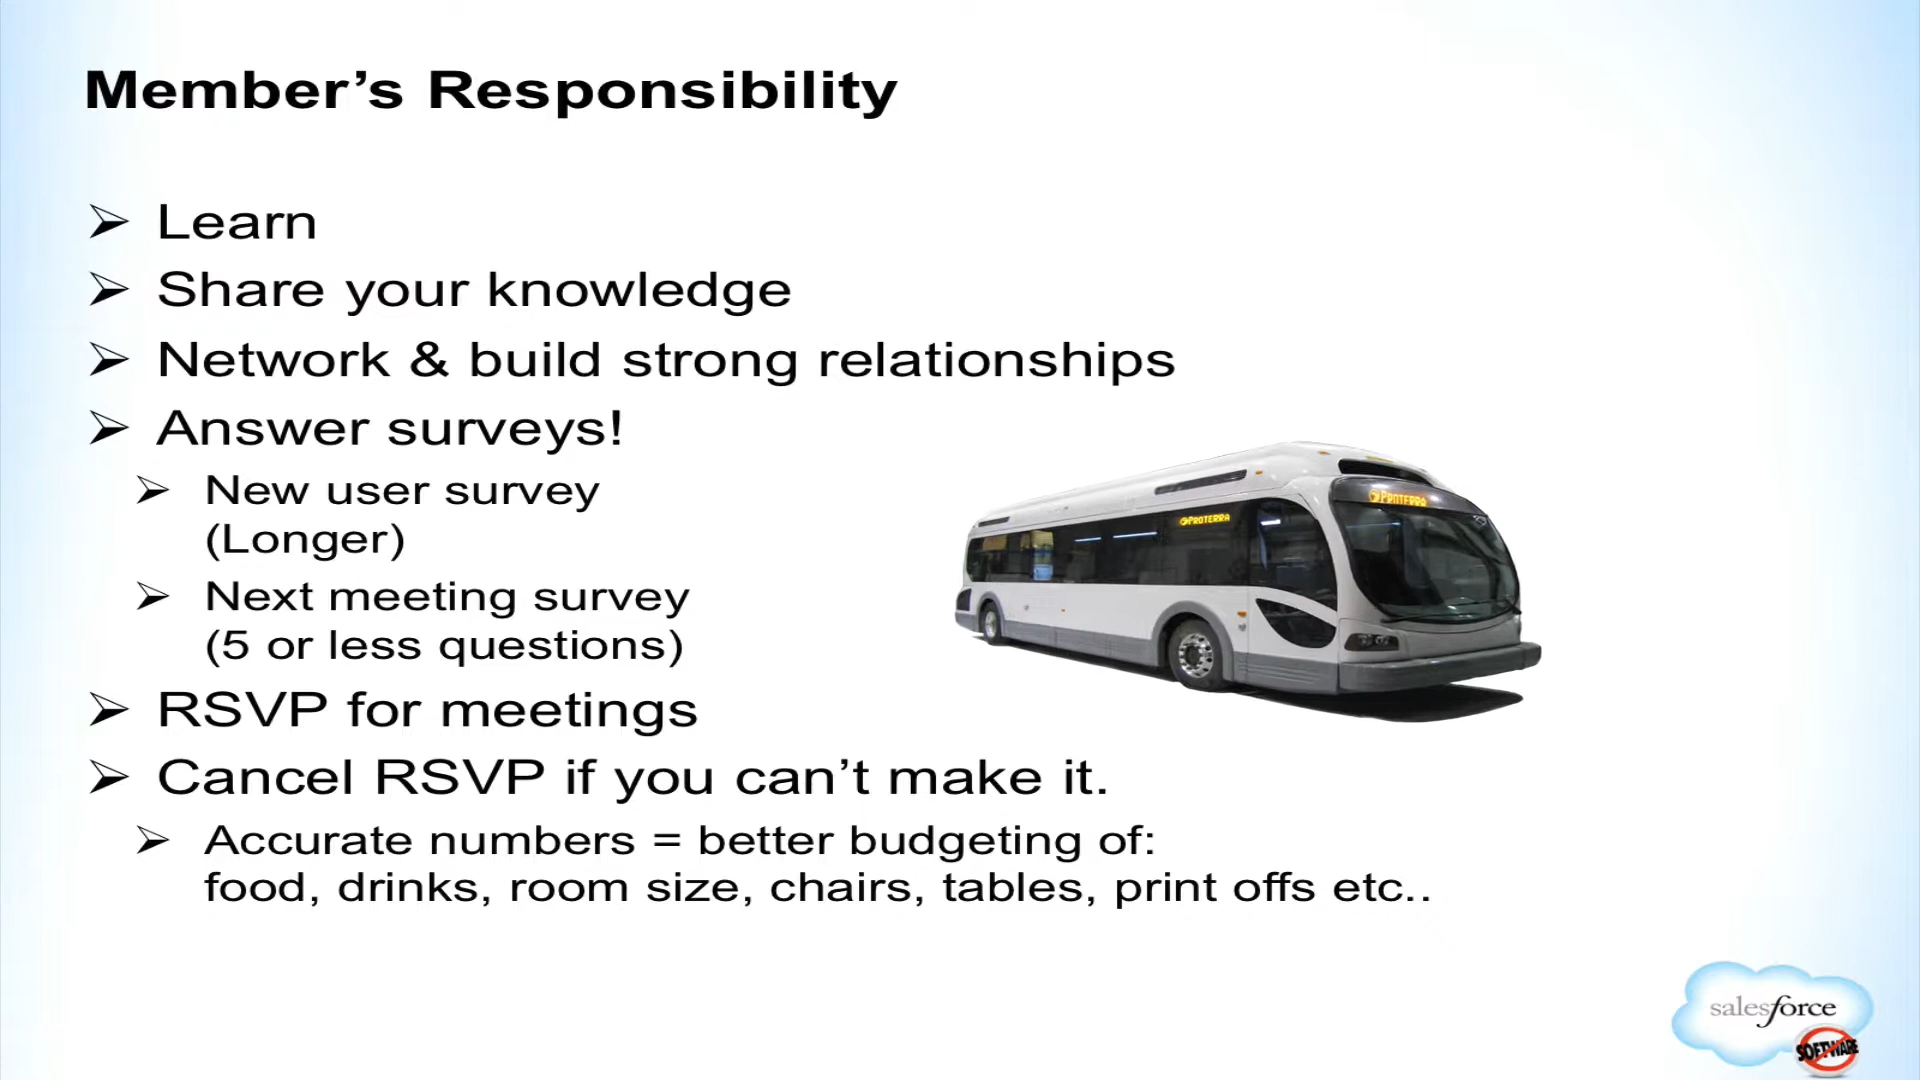 Member’s Responsibility
Learn
Share your knowledge
Network & build strong relationships
Answer surveys!
New user survey
(Longer)
Next meeting survey
(5 or less questions)
PROTERRA
PROTERRA
RSVP for meetings
Cancel RSVP if you can’t make it.
Accurate numbers = better budgeting of:
food, drinks, room size, chairs, tables, print offs etc..
salesforce
SOFTWARE